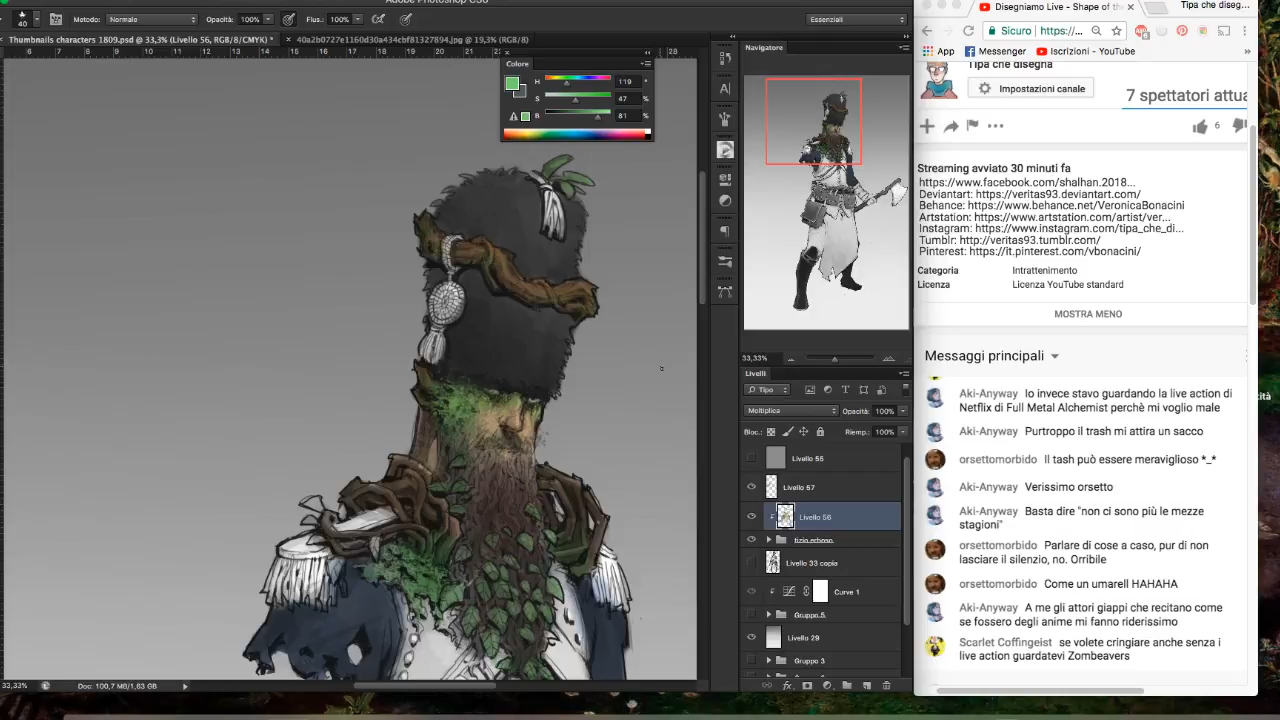 Adobe Photoshop CS6
40
Metodo: Normale
Opacità: 100%
Flus.: 100%
Essenziali
Thumbnails characters 1809.psd @ 33,3% (Livello 56, RGB/8/CMYK) *
40a2b0727e1160d30a434cbf81327894.jpg @ 19,3% (RGB/8)
Colore
H 119 °
S 47 %
B 81 %
Navigatore
33,33%
Livelli
Tipo
Moltiplica
Opacità: 100%
Bloc.:
Riemp.: 100%
Livello 55
Livello 57
Livello 56
tizio erboso
Livello 33 copia
Curve 1
Gruppo 5
Livello 29
Gruppo 3
33,33%
Doc: 100,7 MB/1,63 GB
Disegniamo Live - Shape of th
Tipa che diseg...
Sicuro
https:/...
App
Messenger
Iscrizioni - YouTube
»
Tipa che disegna
Impostazioni canale
7 spettatori attua
6
Streaming avviato 30 minuti fa
https://www.facebook.com/shalhan.2018...
Deviantart: https://veritas93.deviantart.com/
Behance: https://www.behance.net/VeronicaBonacini
Artstation: https://www.artstation.com/artist/ver...
Instagram: https://www.instagram.com/tipa_che_di...
Tumblr: http://veritas93.tumblr.com/
Pinterest: https://it.pinterest.com/vbonacini/
Categoria Intrattenimento
Licenza Licenza YouTube standard
MOSTRA MENO
Messaggi principali
Aki-Anyway Io invece stavo guardando la live action di
Netflix di Full Metal Alchemist perchè mi voglio male
Aki-Anyway Purtroppo il trash mi attira un sacco
orsettomorbido Il tash può essere meraviglioso *_*
Aki-Anyway Verissimo orsetto
Aki-Anyway Basta dire "non ci sono più le mezze
stagioni"
orsettomorbido Parlare di cose a caso, pur di non
lasciare il silenzio, no. Orribile
orsettomorbido Come un umarell HAHAHA
Aki-Anyway A me gli attori giappi che recitano come
se fossero degli anime mi fanno riderissimo
Scarlet Coffingeist se volete cringiare anche senza i
live action guardatevi Zombeavers
cità